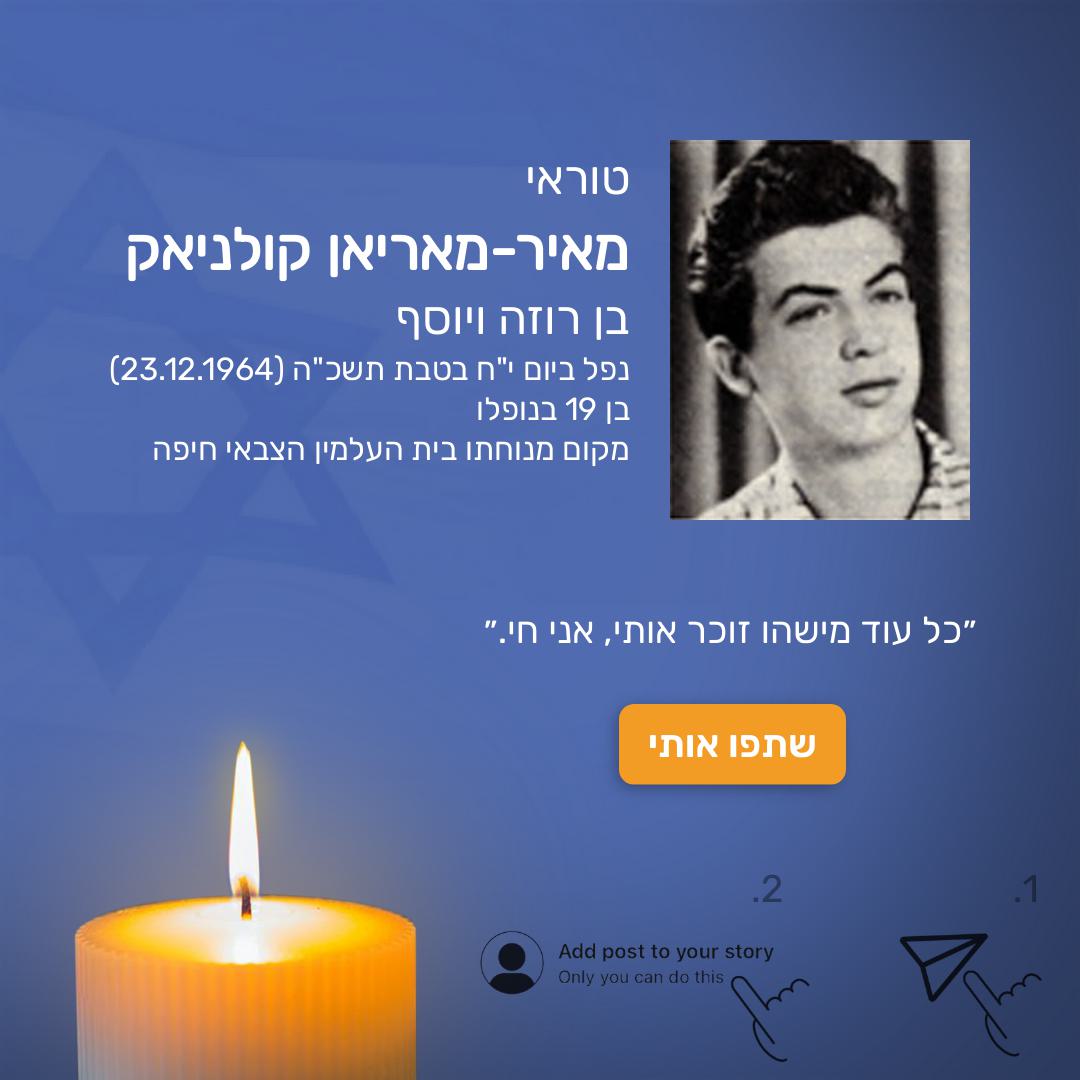 טוראי
מאיר-מאריאן קולניאק
בן רוזה ויוסף
נפל ביום י"ח בטבת תשכ"ה (23.12.1964)
בן 19 בנופלו
מקום מנוחתו בית העלמין הצבאי חיפה
״כל עוד מישהו זוכר אותי, אני חי.״
שתפו אותי
1.
2.
Add post to your story
Only you can do this